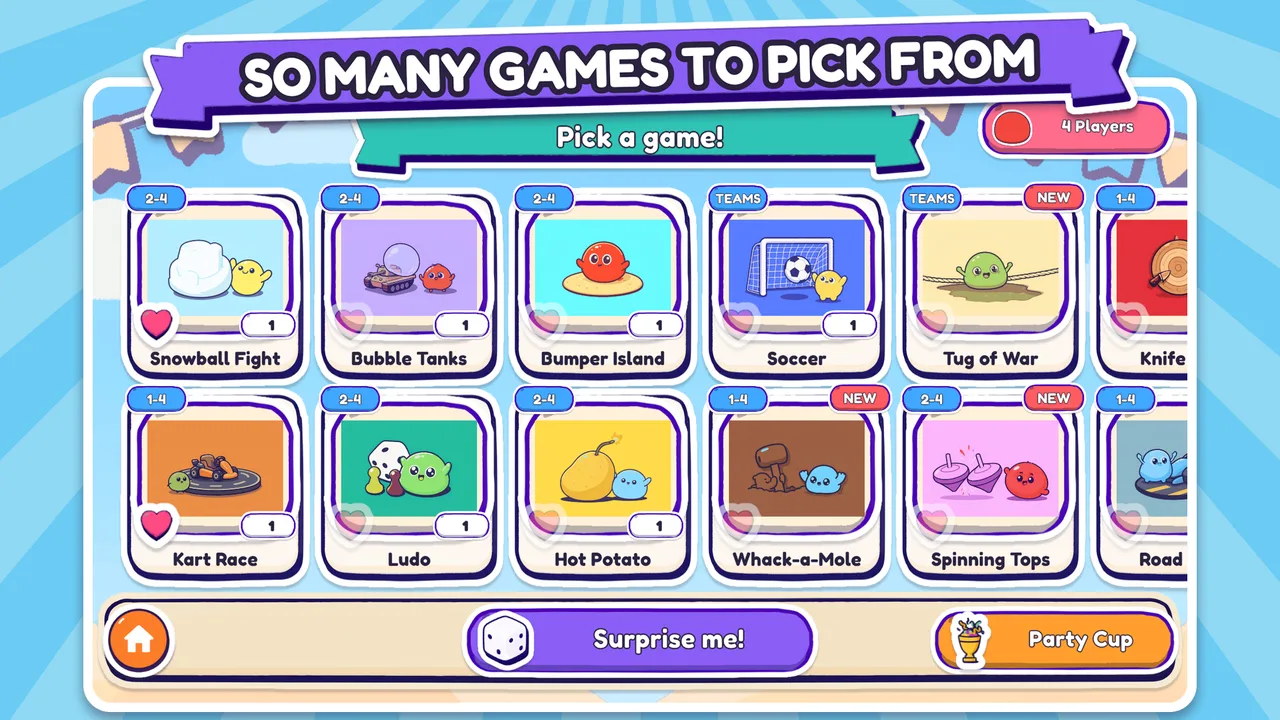 SO MANY GAMES TO PICK FROM
Pick a game!
4 Players
2-4
2-4
2-4
TEAMS
TEAMS
NEW
1-4
1
1
1
1
Snowball Fight
Bubble Tanks
Bumper Island
Soccer
Tug of War
Knife
1-4
2-4
2-4
1-4
NEW
2-4
NEW
1-4
1
1
1
Kart Race
Ludo
Hot Potato
Whack-a-Mole
Spinning Tops
Road
Surprise me!
Party Cup